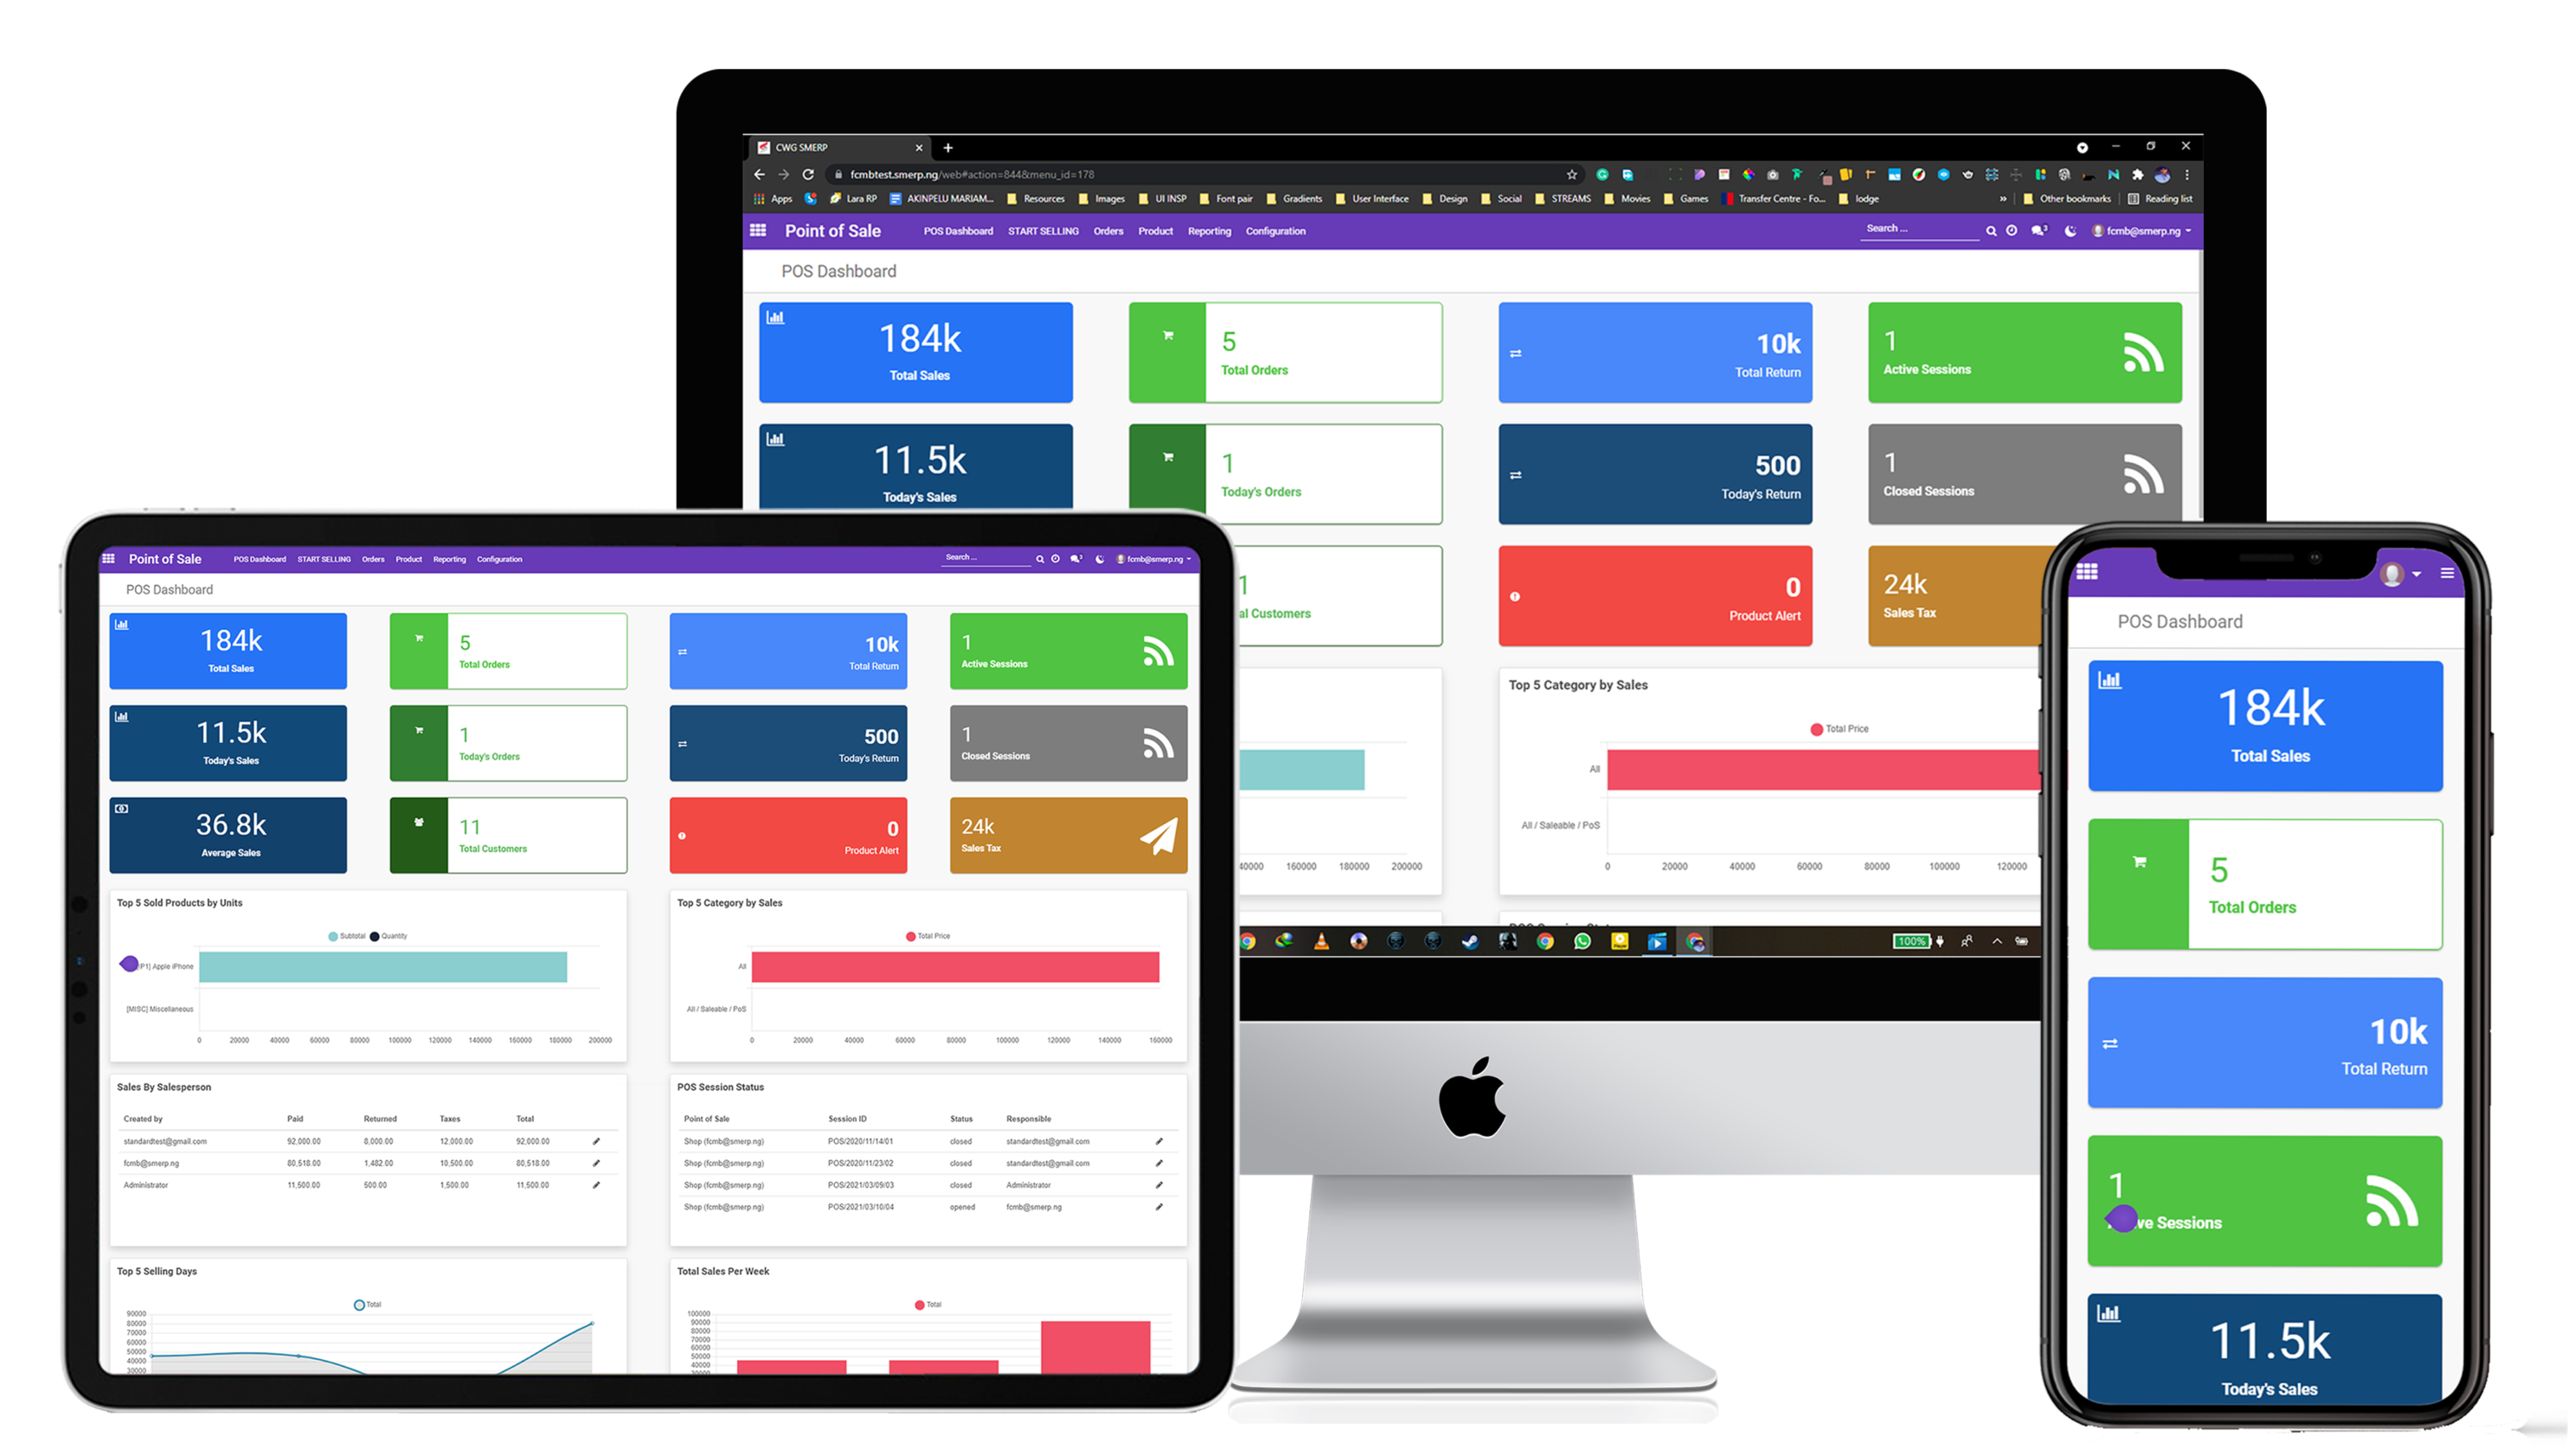 CWG SMERP
fcmbtest.smerp.ng/web#action=844&menu_id=178
Apps Lara RP AKINPELU MARIAM... Resources Images UI INSP Font pair Gradients User Interface Design Social STREAMS Movies Games Transfer Centre - Fo... lodge » Other bookmarks Reading list
Point of Sale POS Dashboard START SELLING Orders Product Reporting Configuration Search ... 3 fcmb@smerp.ng
POS Dashboard
184k
Total Sales
5
Total Orders
10k
Total Return
1
Active Sessions
11.5k
Today's Sales
1
Today's Orders
500
Today's Return
1
Closed Sessions
1
al Customers
0
Product Alert
24k
Sales Tax
Top 5 Category by Sales
Total Price
All
All / Saleable / PoS
40000 160000 180000 200000
0 20000 40000 60000 80000 100000 120000
100%
Point of Sale POS Dashboard START SELLING Orders Product Reporting Configuration Search ... 3 fcmb@smerp.ng
POS Dashboard
184k
Total Sales
5
Total Orders
10k
Total Return
1
Active Sessions
11.5k
Today's Sales
1
Today's Orders
500
Today's Return
1
Closed Sessions
36.8k
Average Sales
11
Total Customers
0
Product Alert
24k
Sales Tax
Top 5 Sold Products by Units
Subtotal Quantity
P1] Apple iPhone
[MISC] Miscellaneous
0 20000 40000 60000 80000 100000 120000 140000 160000 180000 200000
Top 5 Category by Sales
Total Price
All
All / Saleable / PoS
0 20000 40000 60000 80000 100000 120000 140000 160000
Sales By Salesperson
Created by Paid Returned Taxes Total
standardtest@gmail.com 92,000.00 8,000.00 12,000.00 92,000.00
fcmb@smerp.ng 80,518.00 1,482.00 10,500.00 80,518.00
Administrator 11,500.00 500.00 1,500.00 11,500.00
POS Session Status
Point of Sale Session ID Status Responsible
Shop (fcmb@smerp.ng) POS/2020/11/14/01 closed standardtest@gmail.com
Shop (fcmb@smerp.ng) POS/2020/11/23/02 closed standardtest@gmail.com
Shop (fcmb@smerp.ng) POS/2021/03/09/03 closed Administrator
Shop (fcmb@smerp.ng) POS/2021/03/10/04 opened fcmb@smerp.ng
Top 5 Selling Days
Total
90000
80000
70000
60000
50000
40000
30000
Total Sales Per Week
Total
100000
90000
80000
70000
60000
50000
40000
POS Dashboard
184k
Total Sales
5
Total Orders
10k
Total Return
1
ve Sessions
11.5k
Today's Sales